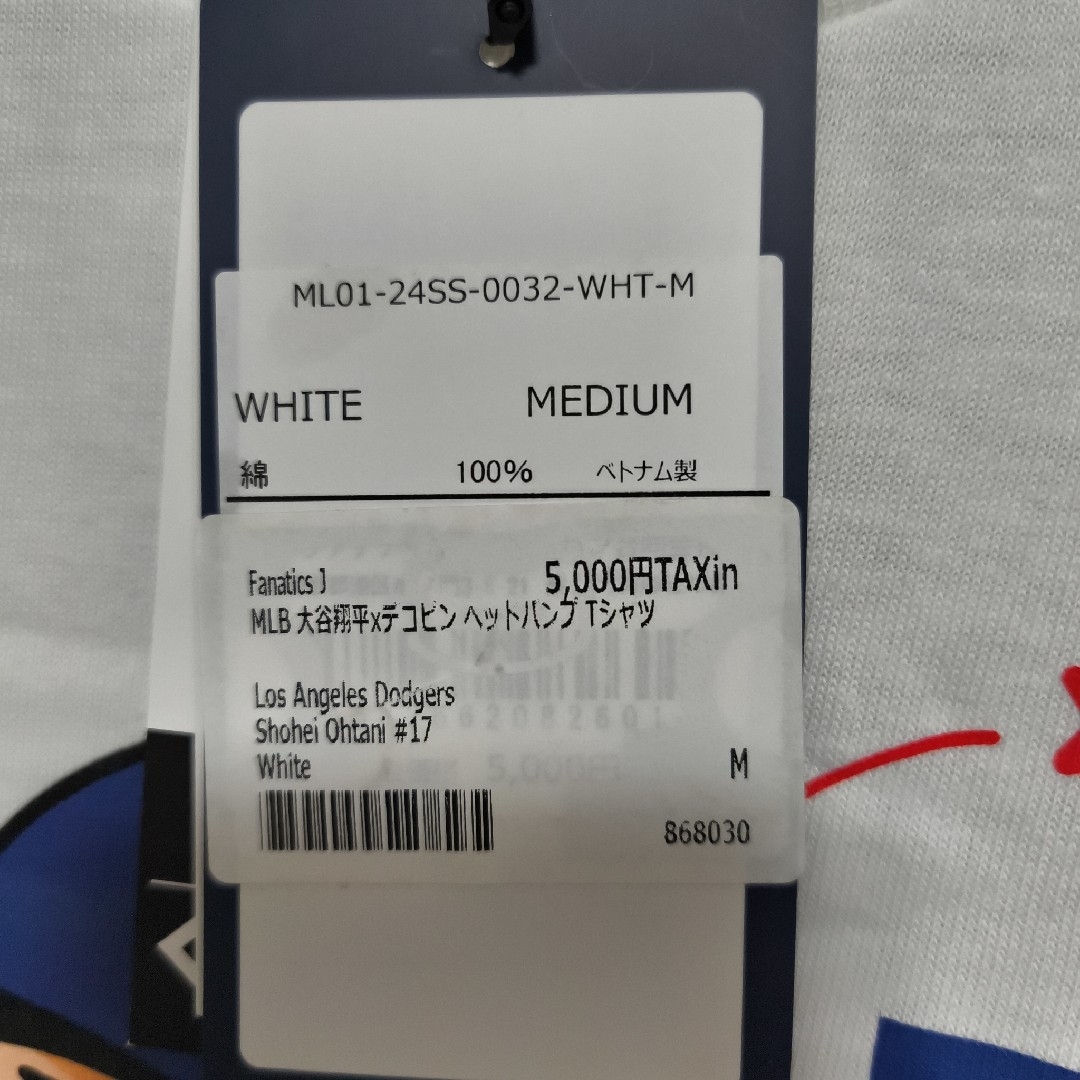 ML01-24SS-0032-WHT-M
WHITE MEDIUM
綿 100% ベトナム製
Fanatics J 5,000円TAXin
MLB 大谷翔平xデコピン ヘッドバンプ Tシャツ
Los Angeles Dodgers
Shohei Ohtani #17
White M
868030